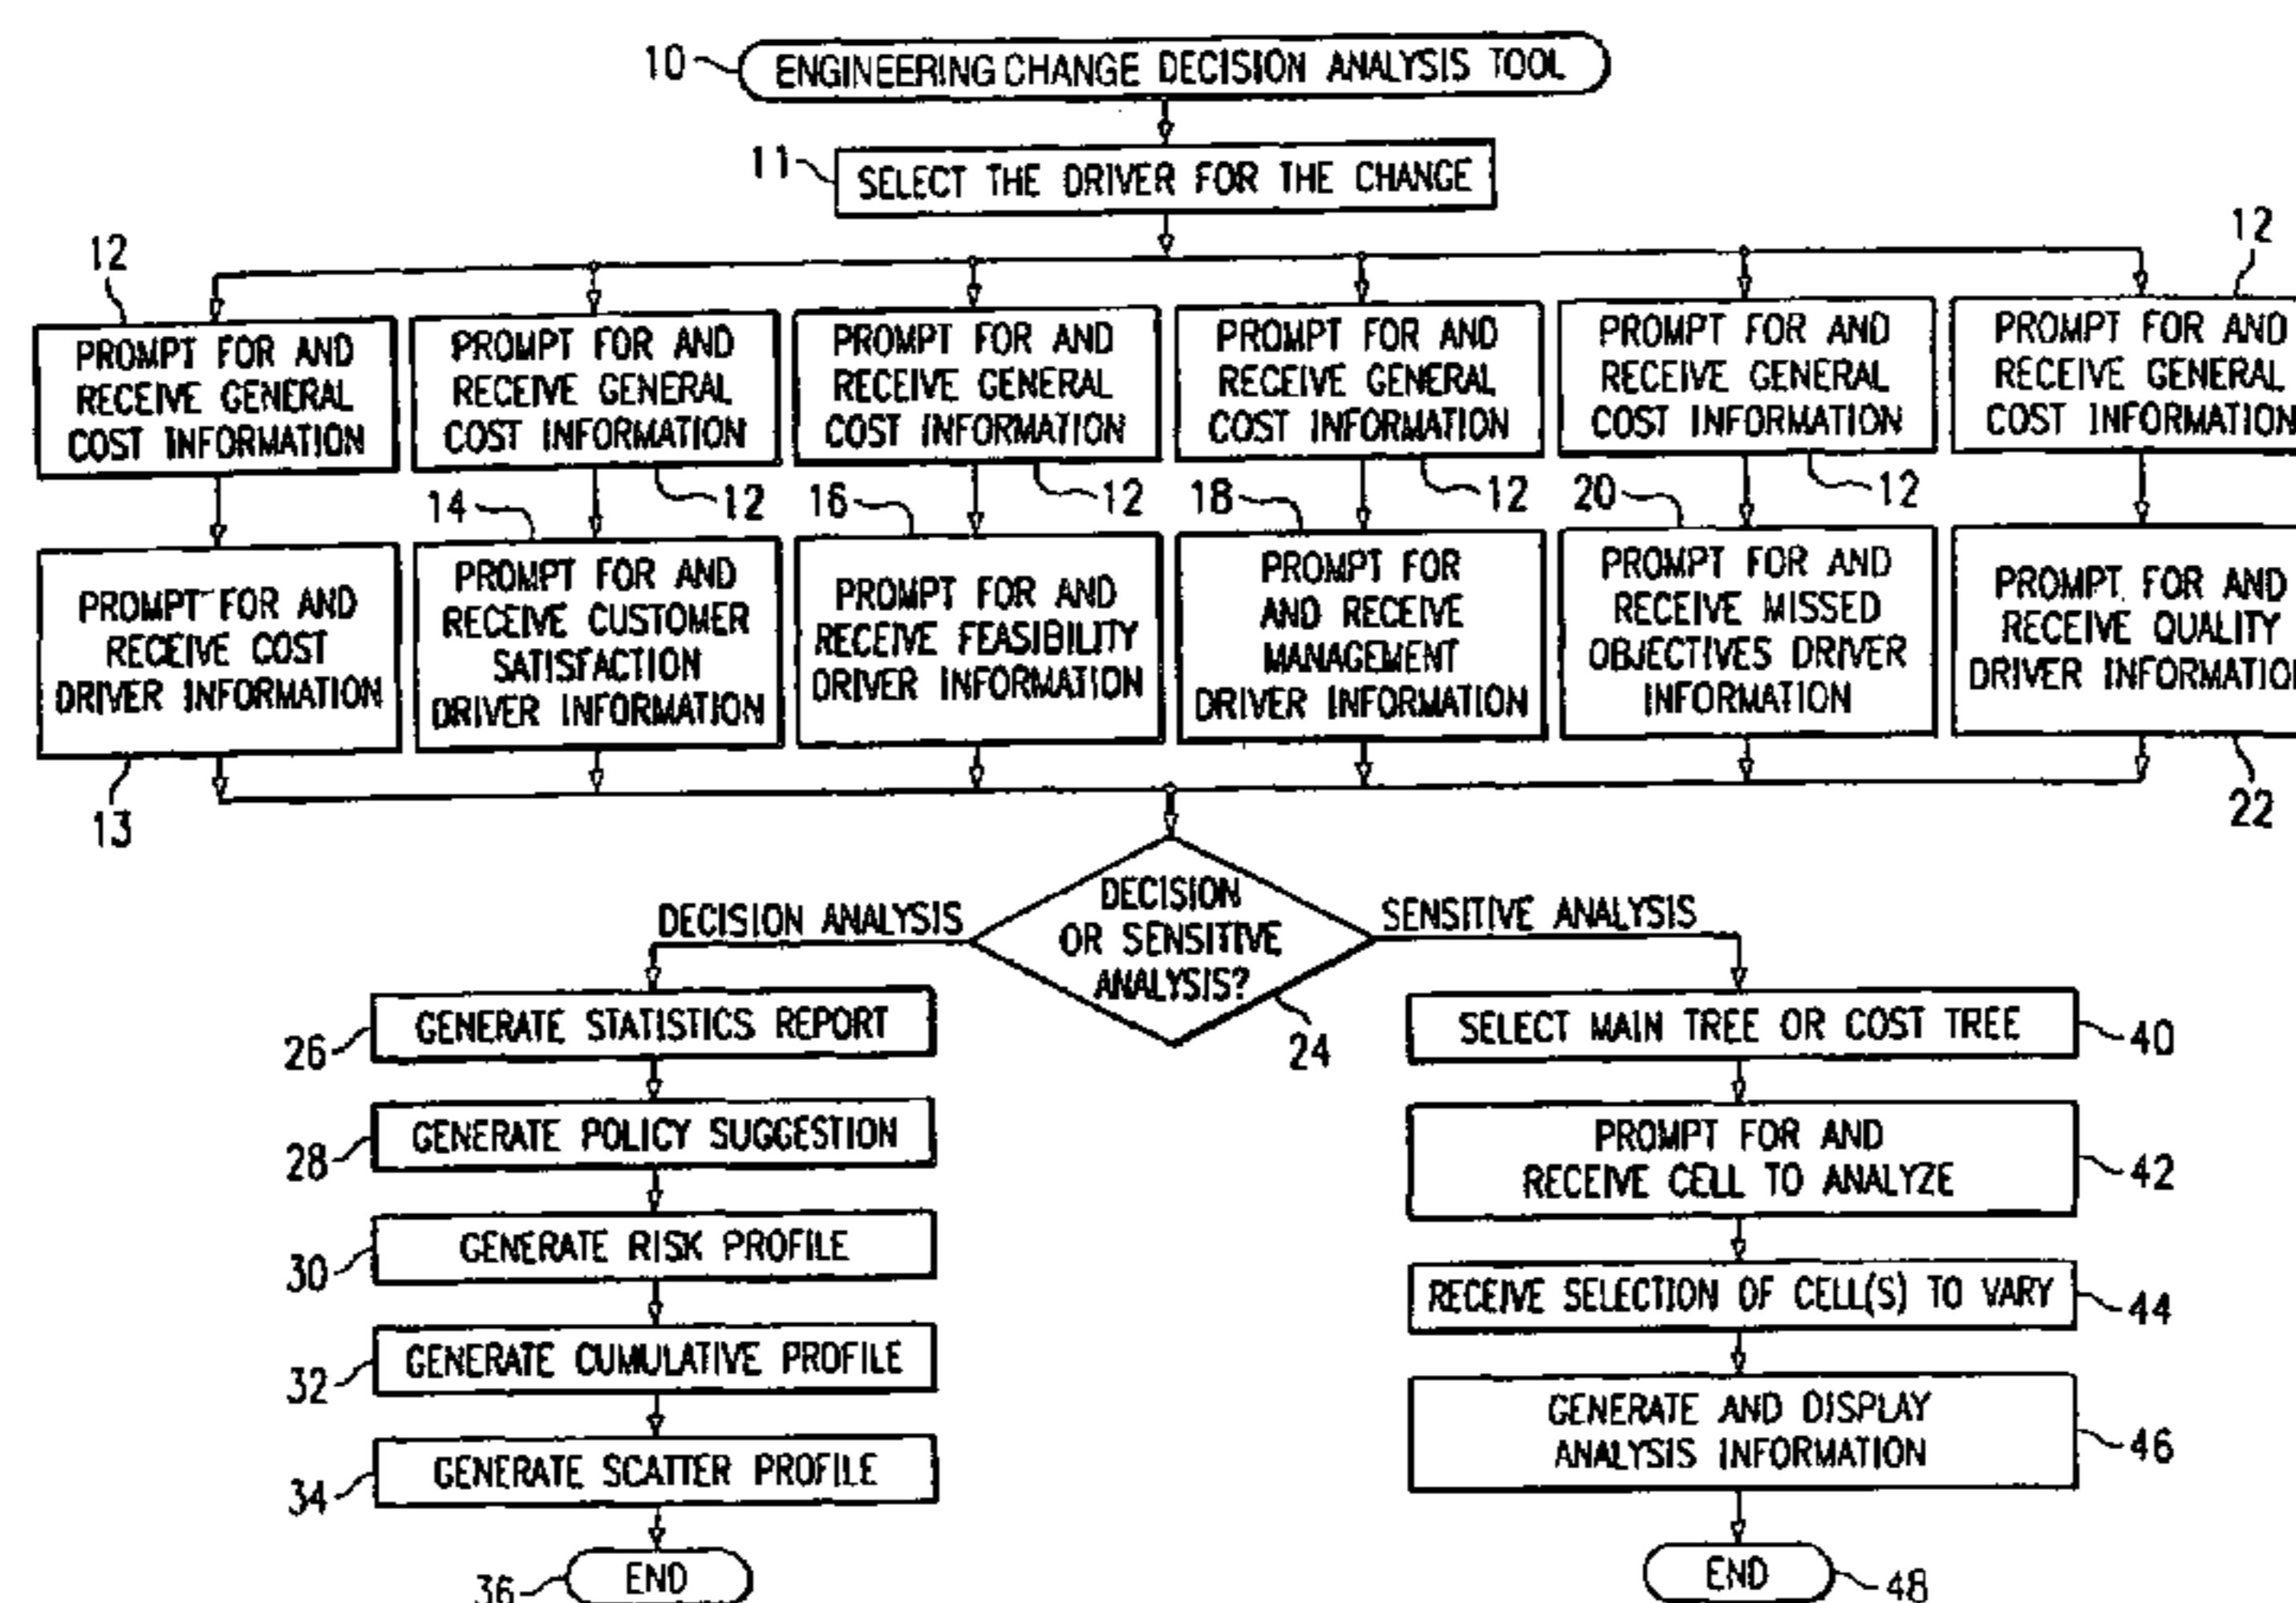 10
ENGINEERING CHANGE DECISION ANALYSIS TOOL
11
SELECT THE DRIVER FOR THE CHANGE
12
12
PROMPT FOR AND
RECEIVE GENERAL
COST INFORMATION
PROMPT FOR AND
RECEIVE GENERAL
COST INFORMATION
PROMPT FOR AND
RECEIVE GENERAL
COST INFORMATION
PROMPT FOR AND
RECEIVE GENERAL
COST INFORMATION
PROMPT FOR AND
RECEIVE GENERAL
COST INFORMATION
PROMPT FOR AND
RECEIVE GENERAL
COST INFORMATION
14
12
16
12
18
12
20
12
PROMPT FOR AND
RECEIVE COST
DRIVER INFORMATION
PROMPT FOR AND
RECEIVE CUSTOMER
SATISFACTION
DRIVER INFORMATION
PROMPT FOR AND
RECEIVE FEASIBILITY
DRIVER INFORMATION
PROMPT FOR
AND RECEIVE
MANAGEMENT
DRIVER INFORMATION
PROMPT FOR AND
RECEIVE MISSED
OBJECTIVES DRIVER
INFORMATION
PROMPT FOR AND
RECEIVE QUALITY
DRIVER INFORMATION
13
22
DECISION ANALYSIS
DECISION
OR SENSITIVE
ANALYSIS?
SENSITIVE ANALYSIS
24
GENERATE STATISTICS REPORT
26
GENERATE POLICY SUGGESTION
28
GENERATE RISK PROFILE
30
GENERATE CUMULATIVE PROFILE
32
GENERATE SCATTER PROFILE
34
END
36
SELECT MAIN TREE OR COST TREE
40
PROMPT FOR AND
RECEIVE CELL TO ANALYZE
42
RECEIVE SELECTION OF CELL(S) TO VARY
44
GENERATE AND DISPLAY
ANALYSIS INFORMATION
46
END
48